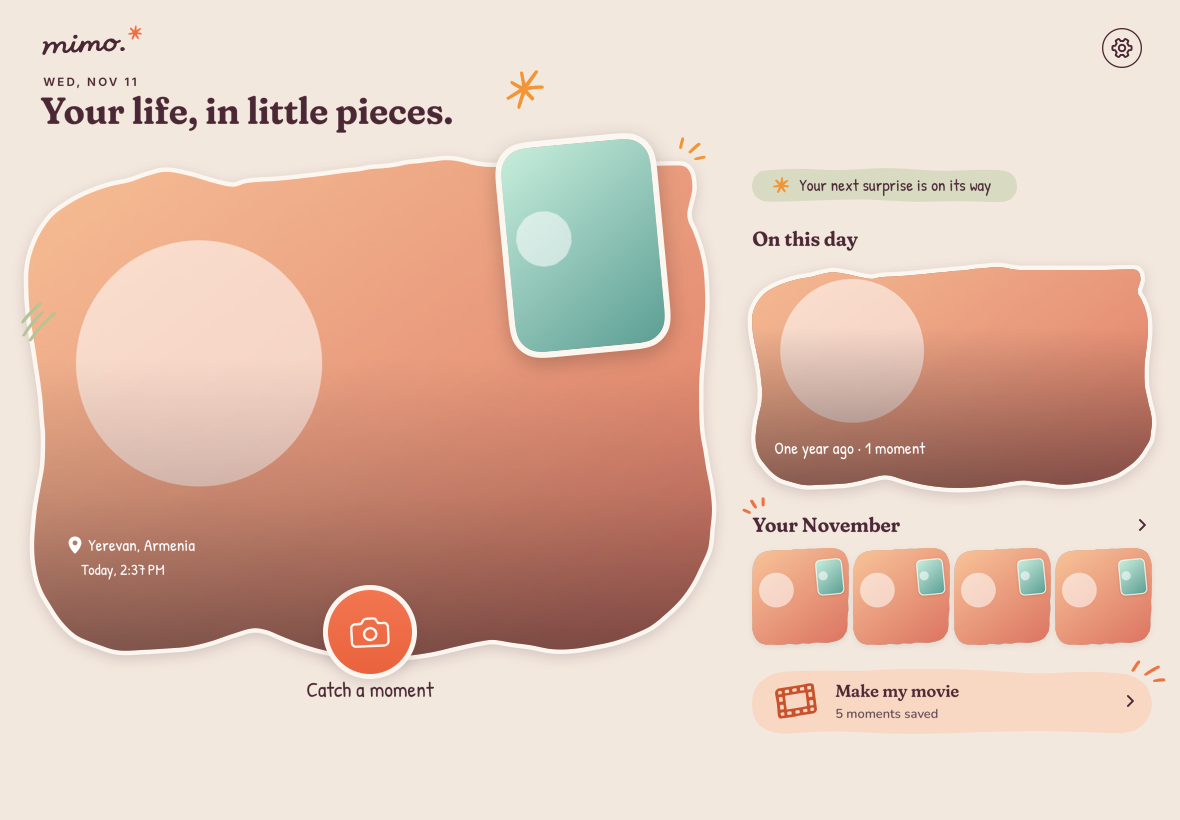 mimo.
WED, NOV 11
Your life, in little pieces.
Your next surprise is on its way
On this day
One year ago · 1 moment
Yerevan, Armenia
Today, 2:37 PM
Catch a moment
Your November
Make my movie
5 moments saved